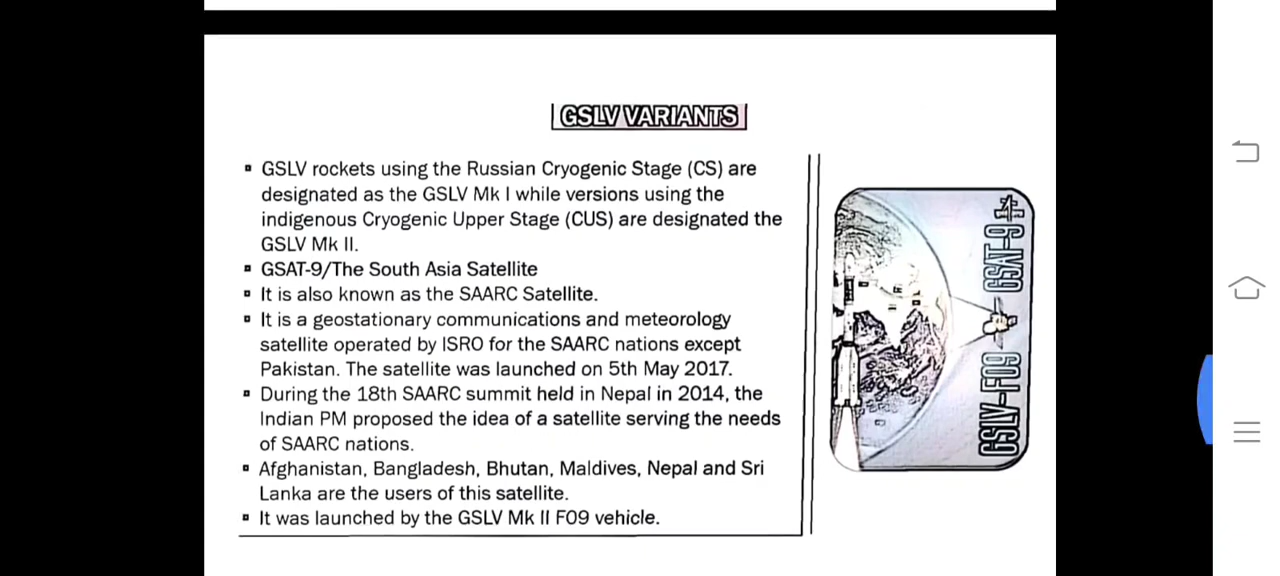 GSLV VARIANTS
▪ GSLV rockets using the Russian Cryogenic Stage (CS) are
designated as the GSLV Mk I while versions using the
indigenous Cryogenic Upper Stage (CUS) are designated the
GSLV Mk II.
▪ GSAT-9/The South Asia Satellite
▪ It is also known as the SAARC Satellite.
▪ It is a geostationary communications and meteorology
satellite operated by ISRO for the SAARC nations except
Pakistan. The satellite was launched on 5th May 2017.
▪ During the 18th SAARC summit held in Nepal in 2014, the
Indian PM proposed the idea of a satellite serving the needs
of SAARC nations.
▪ Afghanistan, Bangladesh, Bhutan, Maldives, Nepal and Sri
Lanka are the users of this satellite.
▪ It was launched by the GSLV Mk II F09 vehicle.
GSLV-F09 GSAT-9